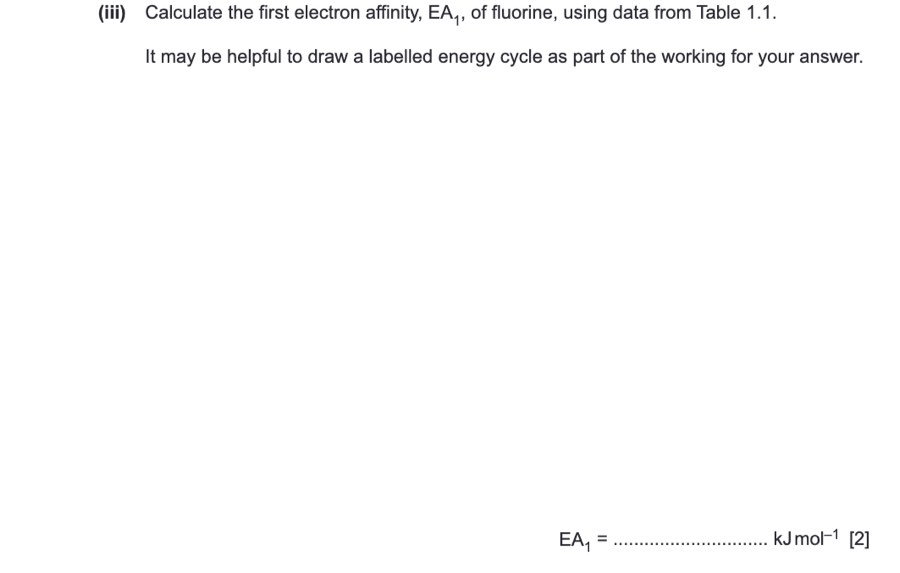 (iii) Calculate the first electron affinity, EA₁, of fluorine, using data from Table 1.1.
It may be helpful to draw a labelled energy cycle as part of the working for your answer.
EA₁ = .............................. kJ mol⁻¹ [2]